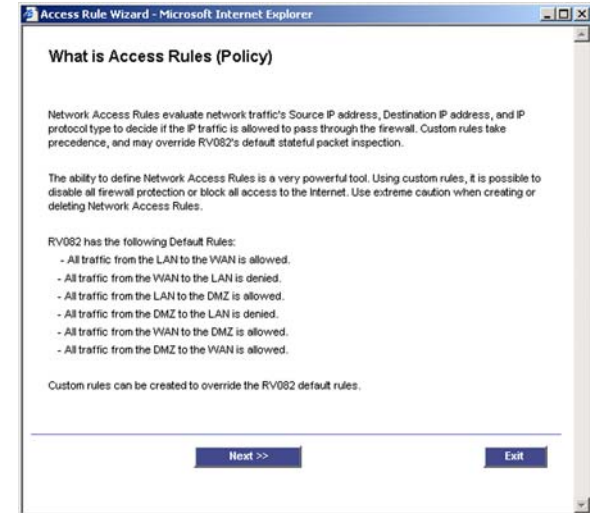 Access Rule Wizard - Microsoft Internet Explorer
What is Access Rules (Policy)
Network Access Rules evaluate network traffic's Source IP address, Destination IP address, and IP
protocol type to decide if the IP traffic is allowed to pass through the firewall. Custom rules take
precedence, and may override RV082's default stateful packet inspection.
The ability to define Network Access Rules is a very powerful tool. Using custom rules, it is possible to
disable all firewall protection or block all access to the Internet. Use extreme caution when creating or
deleting Network Access Rules.
RV082 has the following Default Rules:
- All traffic from the LAN to the WAN is allowed.
- All traffic from the WAN to the LAN is denied.
- All traffic from the LAN to the DMZ is allowed.
- All traffic from the DMZ to the LAN is denied.
- All traffic from the WAN to the DMZ is allowed.
- All traffic from the DMZ to the WAN is allowed.
Custom rules can be created to override the RV082 default rules.
Next >> Exit